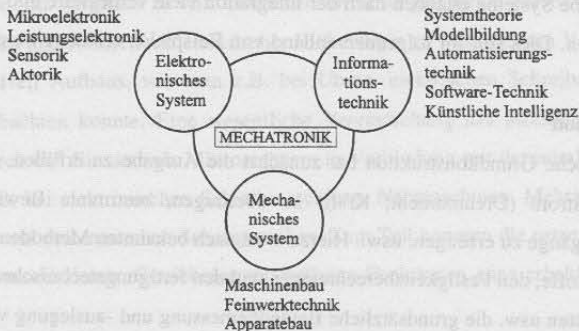 Mikroelektronik
Leistungselektronik
Sensorik
Aktorik
Elektro-
nisches
System
Informa-
tions-
technik
Systemtheorie
Modellbildung
Automatisierungs-
technik
Software-Technik
Künstliche Intelligenz
MECHATRONIK
Mecha-
nisches
System
Maschinenbau
Feinwerktechnik
Apparatebau